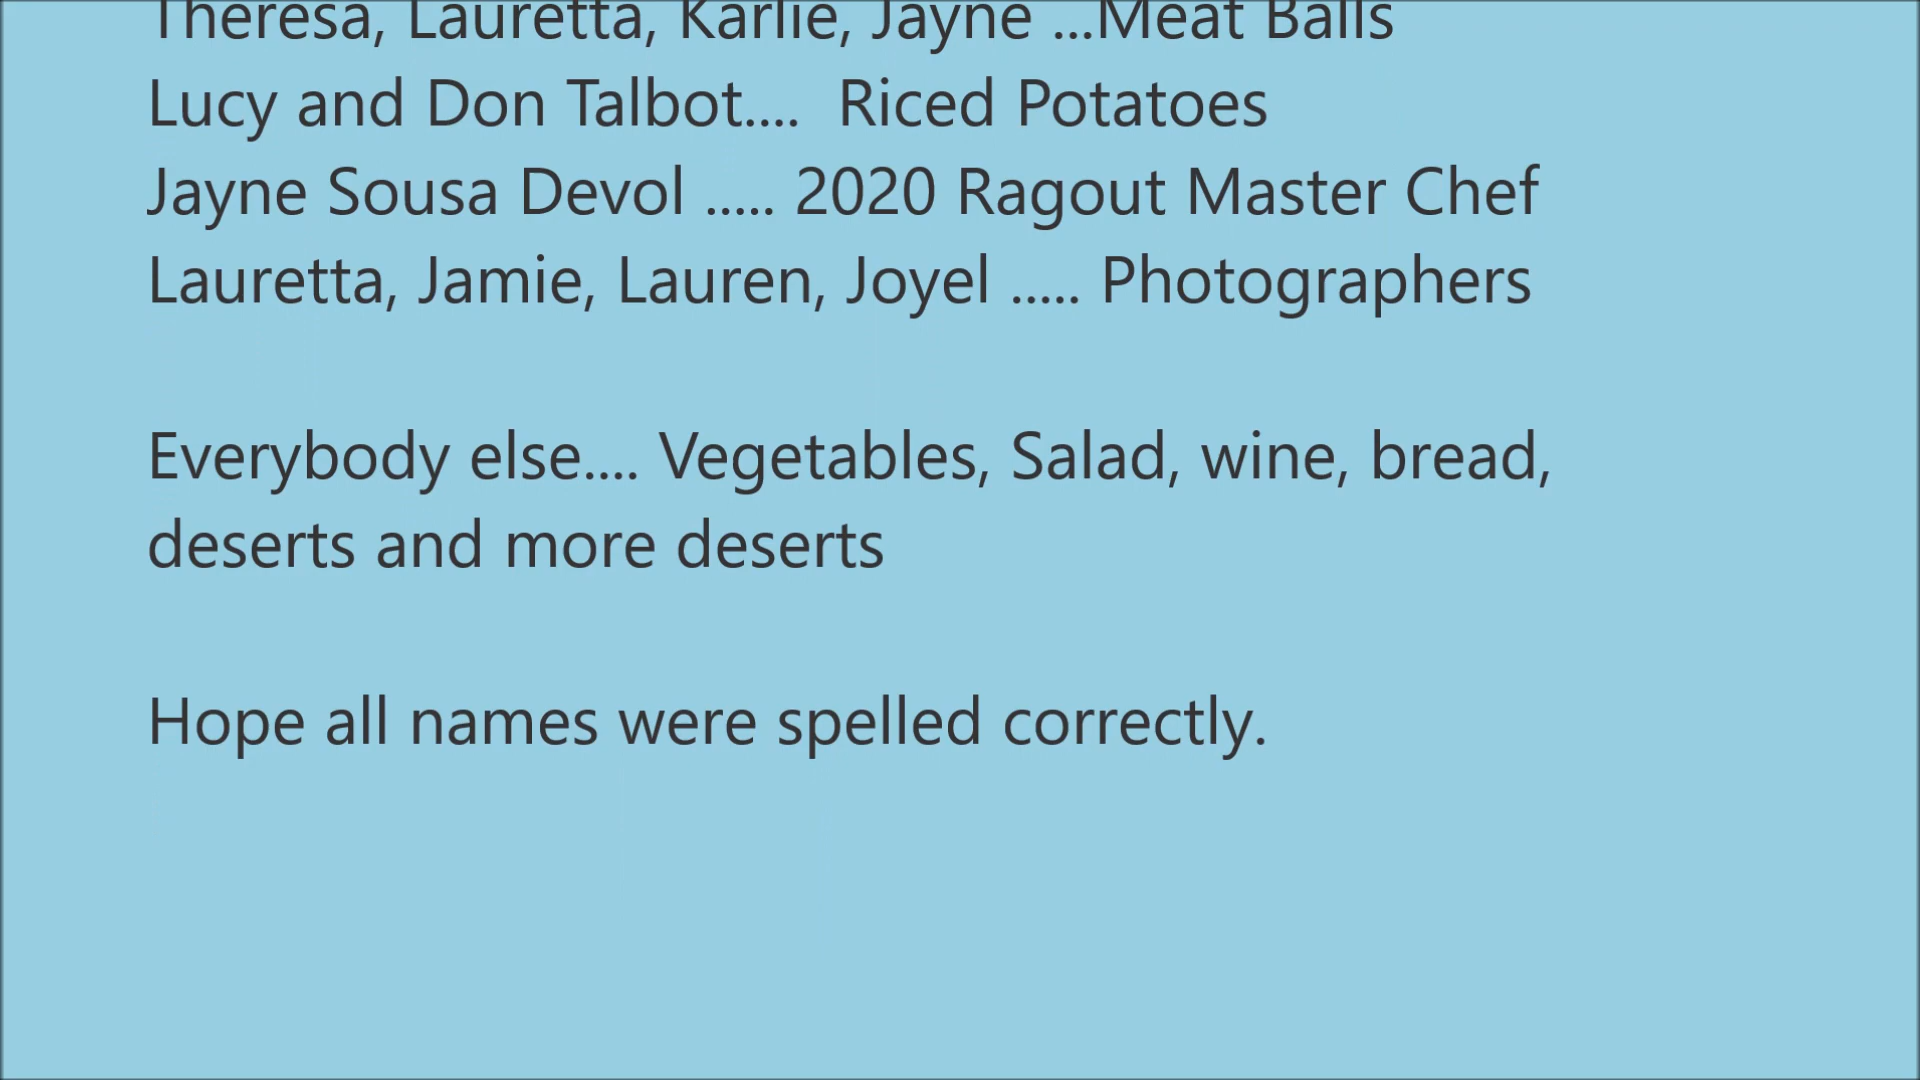 Theresa, Lauretta, Karlie, Jayne ...Meat Balls
Lucy and Don Talbot....  Riced Potatoes
Jayne Sousa Devol ..... 2020 Ragout Master Chef
Lauretta, Jamie, Lauren, Joyel ..... Photographers
Everybody else.... Vegetables, Salad, wine, bread,
deserts and more deserts
Hope all names were spelled correctly.